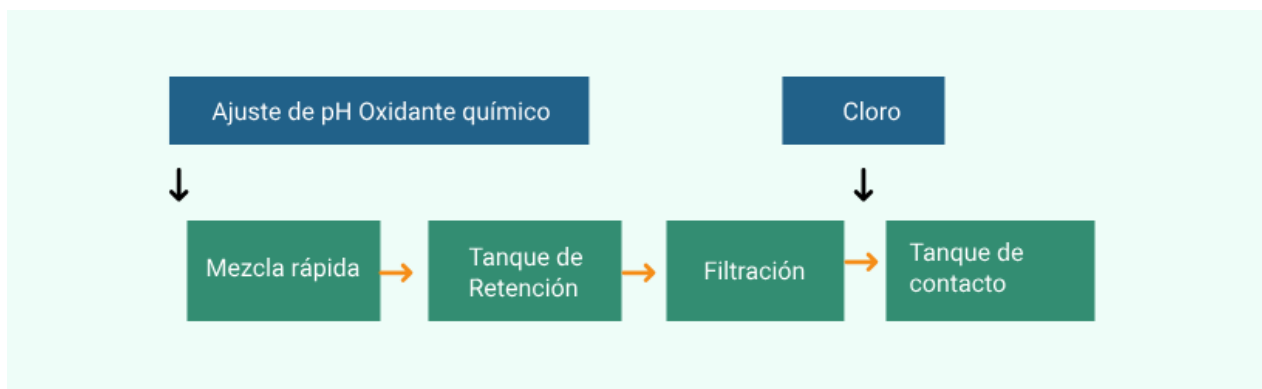 Ajuste de pH Oxidante químico
Cloro
Mezcla rápida
Tanque de
Retención
Filtración
Tanque de
contacto